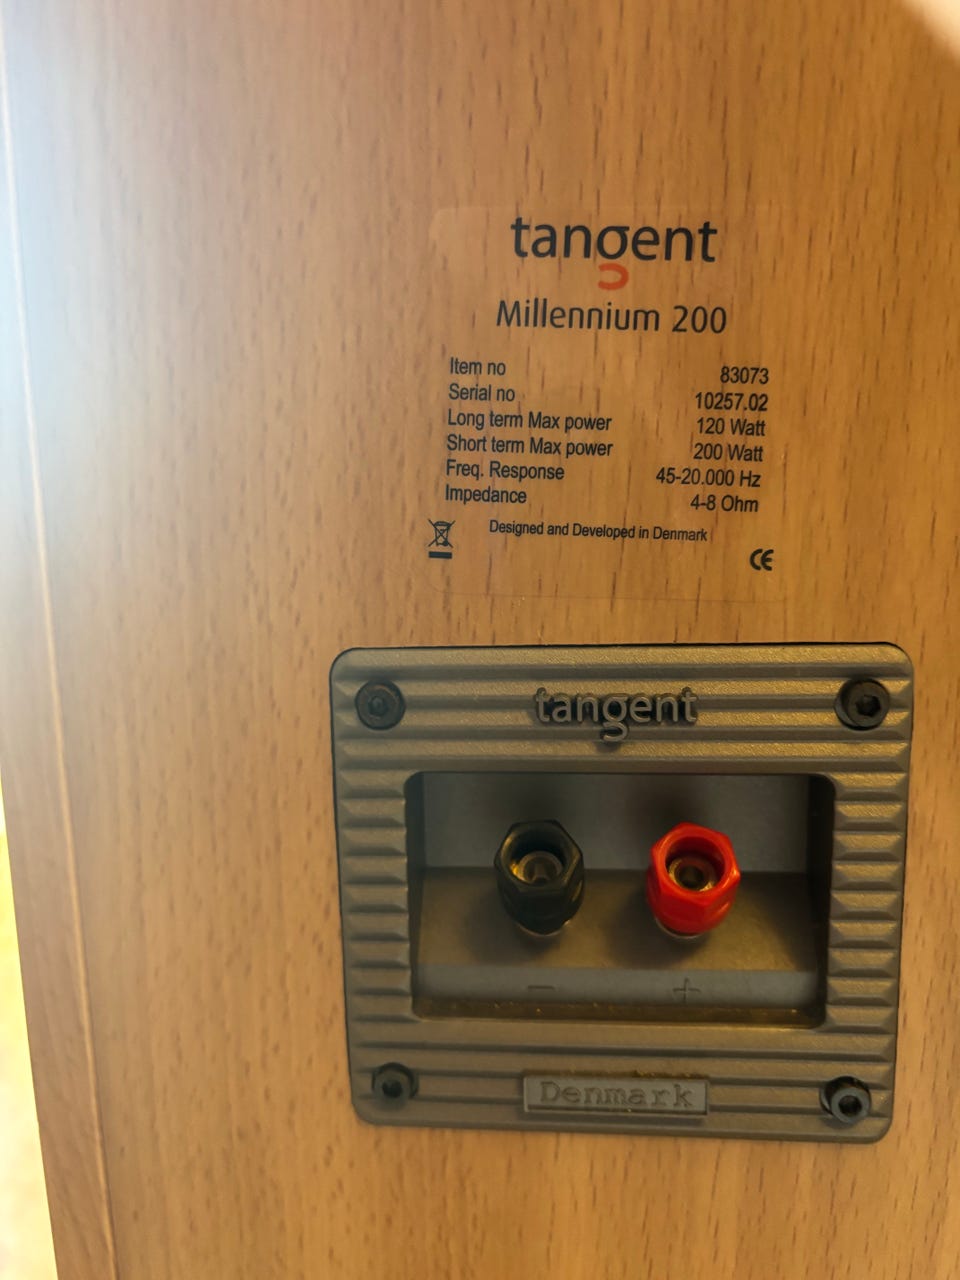 tangent
Millennium 200
Item no 83073
Serial no 10257.02
Long term Max power 120 Watt
Short term Max power 200 Watt
Freq. Response 45-20.000 Hz
Impedance 4-8 Ohm
Designed and Developed in Denmark
CE
tangent
− +
Denmark